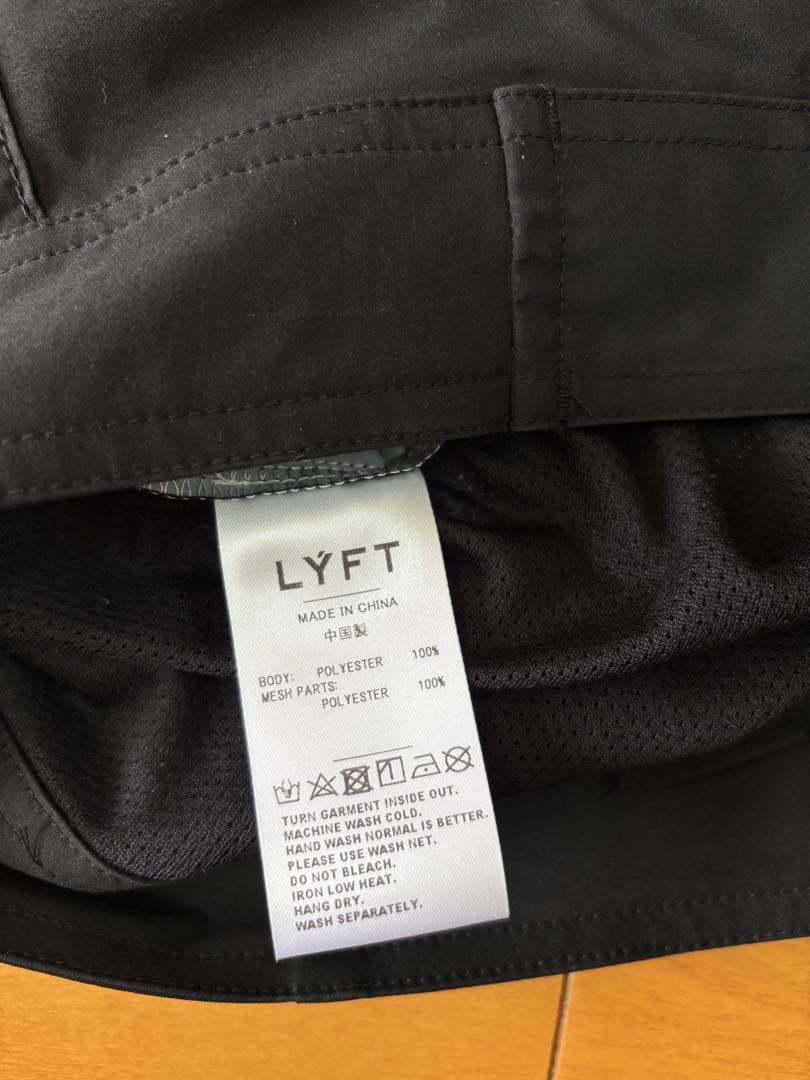 LÝFT
MADE IN CHINA
中国製
BODY: POLYESTER 100%
MESH PARTS:
POLYESTER 100%
TURN GARMENT INSIDE OUT.
MACHINE WASH COLD.
HAND WASH NORMAL IS BETTER.
PLEASE USE WASH NET.
DO NOT BLEACH.
IRON LOW HEAT.
HANG DRY.
WASH SEPARATELY.